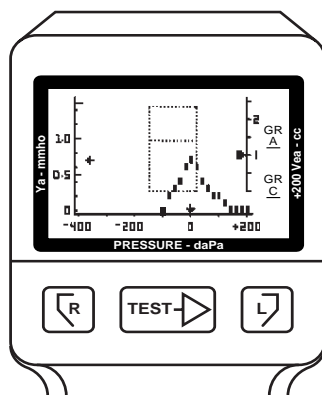 Ya - mmho
1.0
0.5
0
-400 -200 0 +200
PRESSURE - daPa
2
1
GR
A
GR
C
+200 Vea - cc
R
TEST
L